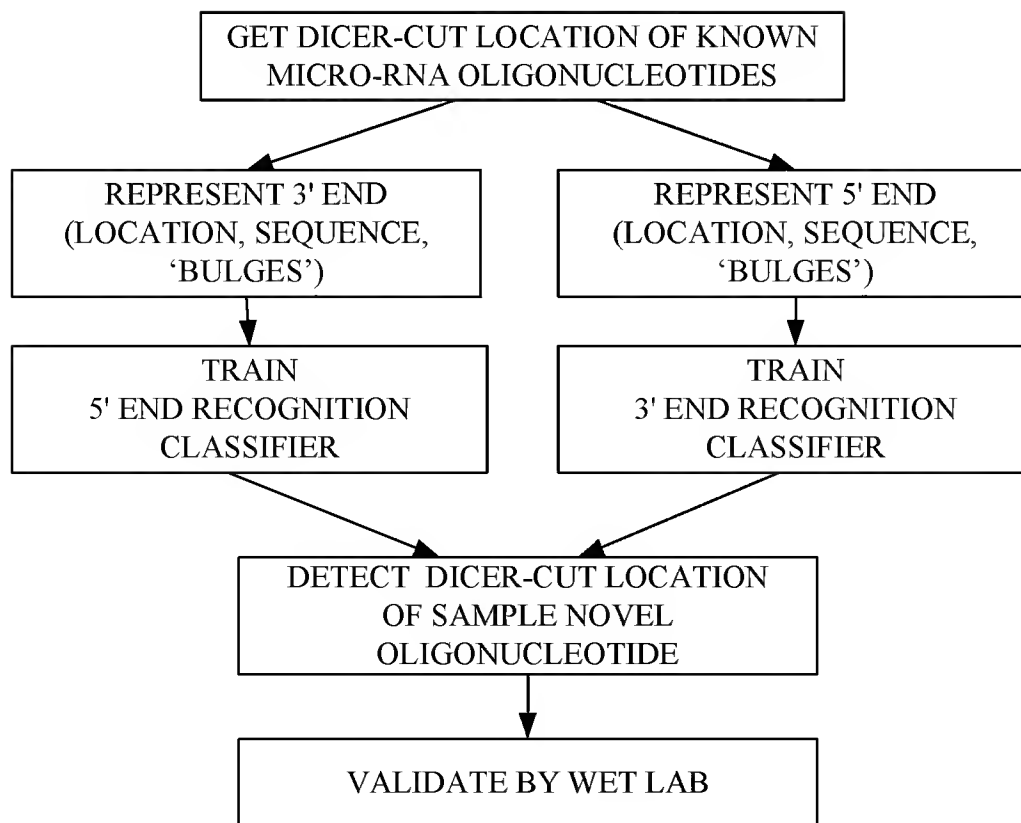 GET DICER-CUT LOCATION OF KNOWN
MICRO-RNA OLIGONUCLEOTIDES
REPRESENT 3' END
(LOCATION, SEQUENCE,
‘BULGES’)
REPRESENT 5' END
(LOCATION, SEQUENCE,
‘BULGES’)
TRAIN
5' END RECOGNITION
CLASSIFIER
TRAIN
3' END RECOGNITION
CLASSIFIER
DETECT DICER-CUT LOCATION
OF SAMPLE NOVEL
OLIGONUCLEOTIDE
VALIDATE BY WET LAB